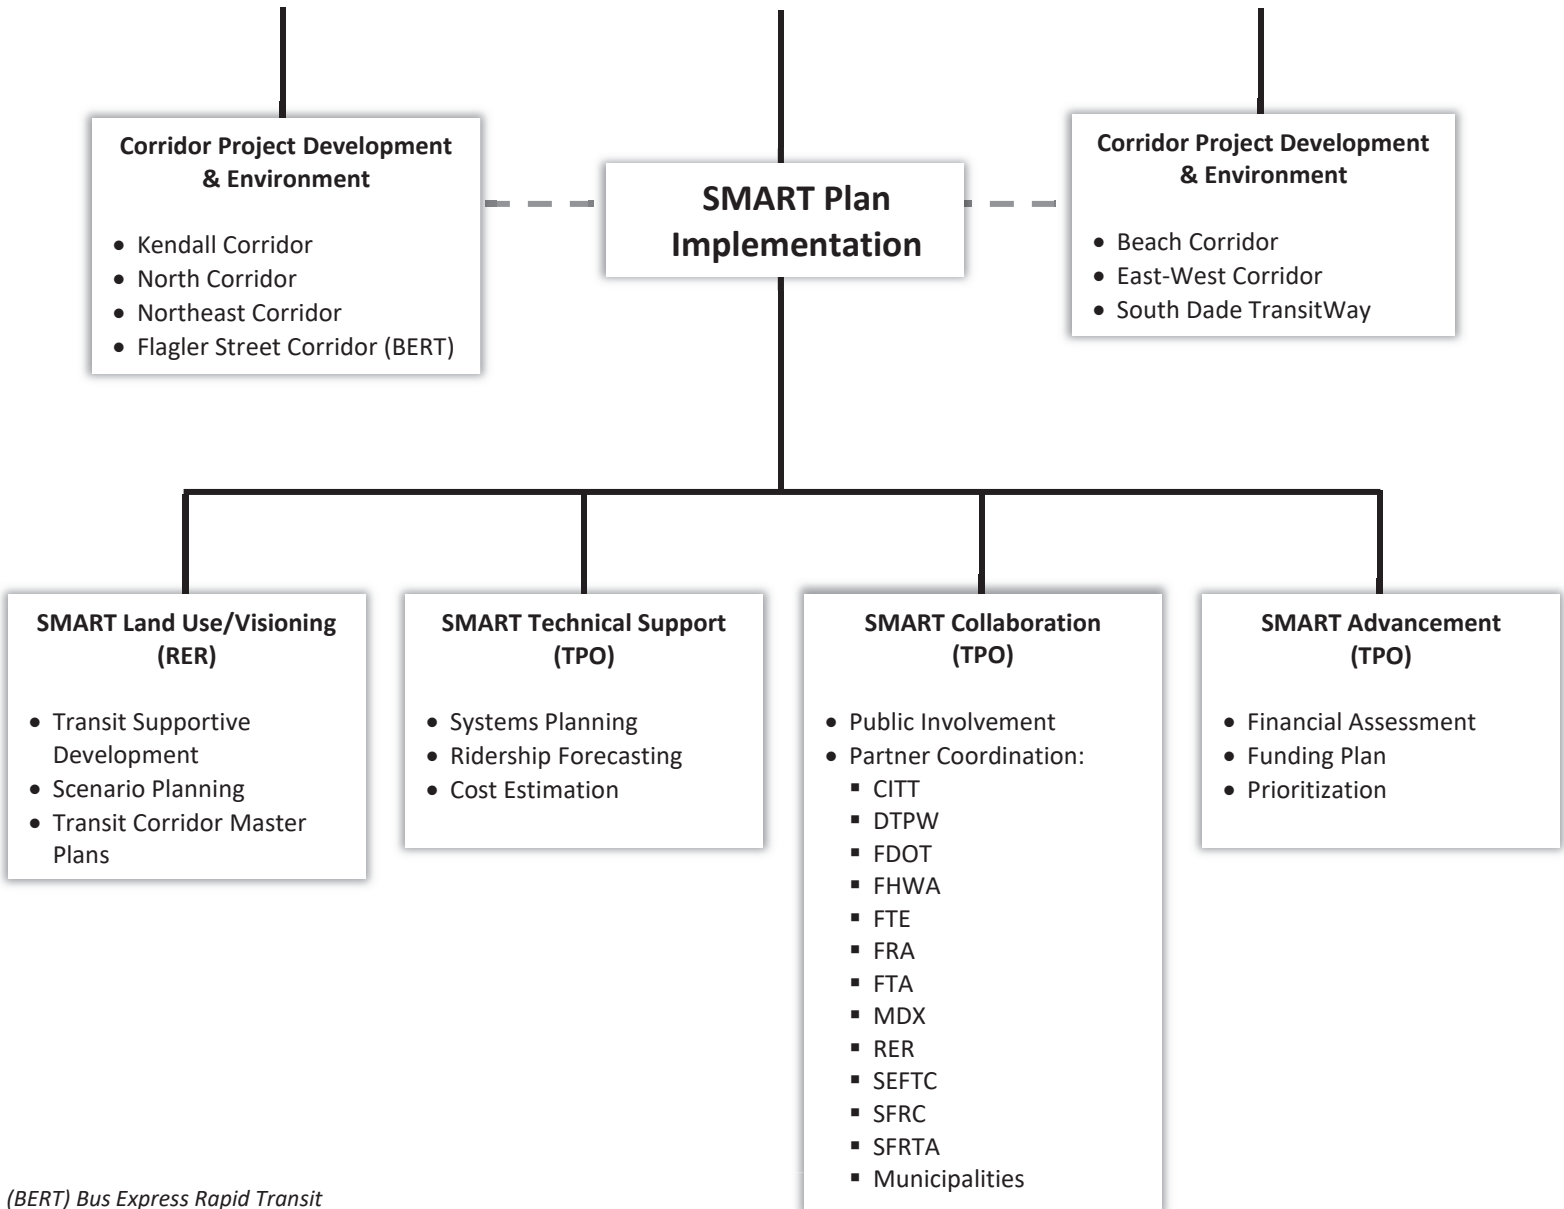 Corridor Project Development
& Environment
• Kendall Corridor
• North Corridor
• Northeast Corridor
• Flagler Street Corridor (BERT)
SMART Plan
Implementation
Corridor Project Development
& Environment
• Beach Corridor
• East-West Corridor
• South Dade TransitWay
SMART Land Use/Visioning
(RER)
• Transit Supportive
Development
• Scenario Planning
• Transit Corridor Master
Plans
SMART Technical Support
(TPO)
• Systems Planning
• Ridership Forecasting
• Cost Estimation
SMART Collaboration
(TPO)
• Public Involvement
• Partner Coordination:
▪ CITT
▪ DTPW
▪ FDOT
▪ FHWA
▪ FTE
▪ FRA
▪ FTA
▪ MDX
▪ RER
▪ SEFTC
▪ SFRC
▪ SFRTA
▪ Municipalities
SMART Advancement
(TPO)
• Financial Assessment
• Funding Plan
• Prioritization
(BERT) Bus Express Rapid Transit